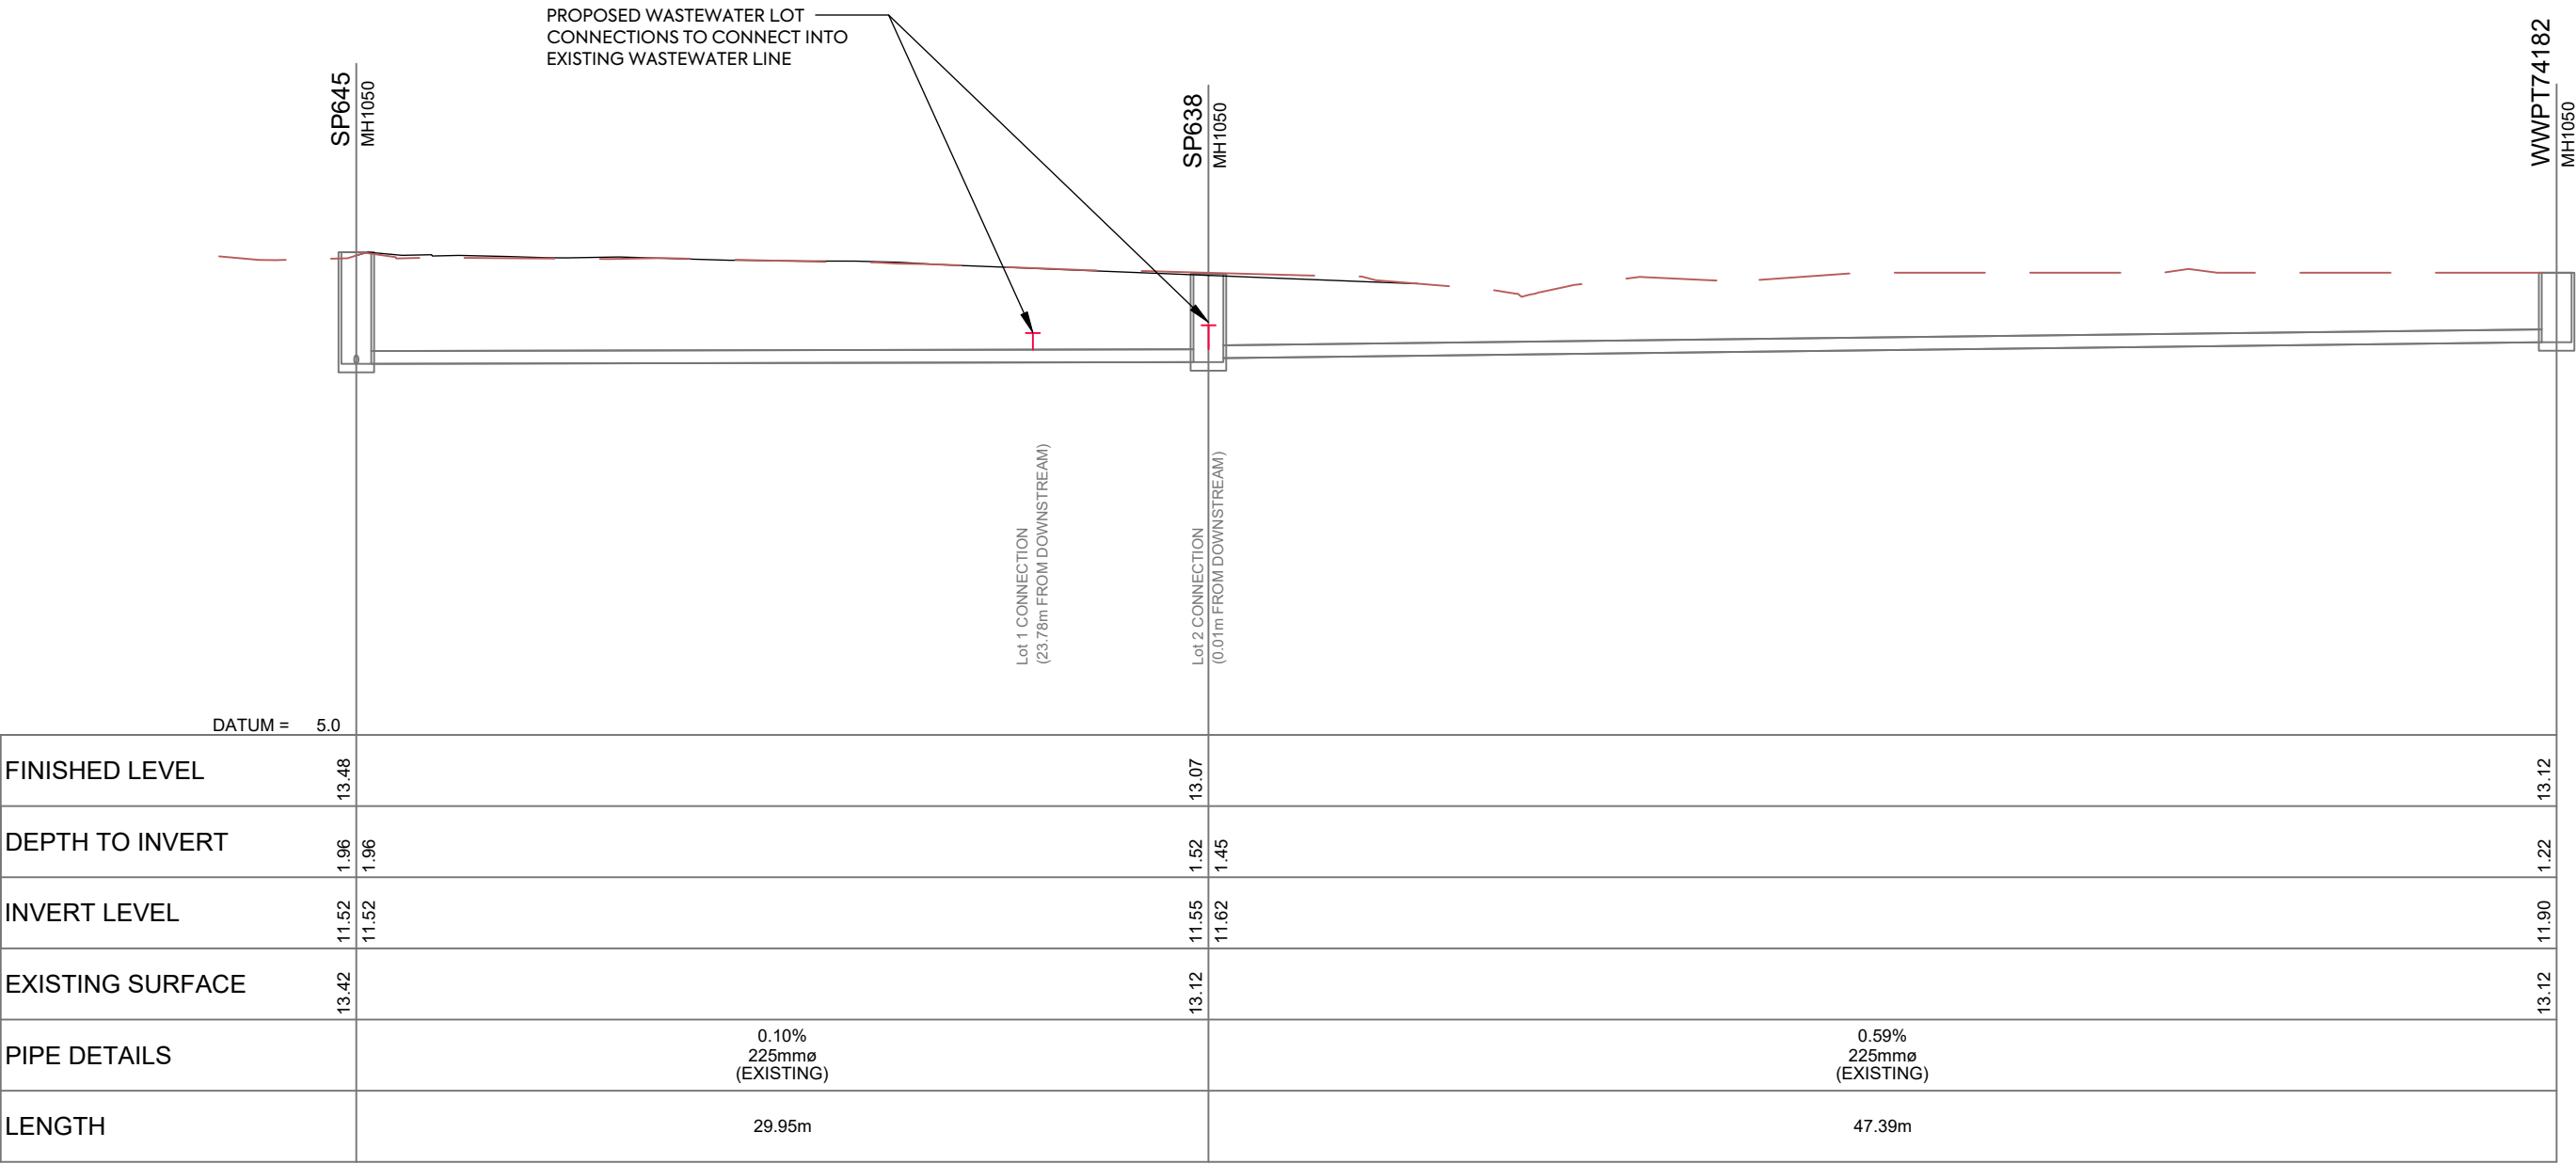 PROPOSED WASTEWATER LOT
CONNECTIONS TO CONNECT INTO
EXISTING WASTEWATER LINE
SP645
MH1050
SP638
MH1050
WWPT74182
MH1050
Lot 1 CONNECTION
(23.78m FROM DOWNSTREAM)
Lot 2 CONNECTION
(0.01m FROM DOWNSTREAM)
DATUM = 5.0
FINISHED LEVEL 13.48 13.07 13.12
DEPTH TO INVERT 1.96 1.96 1.52 1.45 1.22
INVERT LEVEL 11.52 11.52 11.55 11.62 11.90
EXISTING SURFACE 13.42 13.12 13.12
PIPE DETAILS
0.10%
225mmø
(EXISTING)
0.59%
225mmø
(EXISTING)
LENGTH 29.95m 47.39m